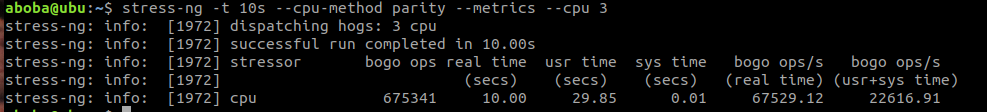 aboba@ubu:~$ stress-ng -t 10s --cpu-method parity --metrics --cpu 3
stress-ng: info:  [1972] dispatching hogs: 3 cpu
stress-ng: info:  [1972] successful run completed in 10.00s
stress-ng: info:  [1972] stressor       bogo ops real time  usr time  sys time   bogo ops/s   bogo ops/s
stress-ng: info:  [1972]                           (secs)    (secs)    (secs)   (real time) (usr+sys time)
stress-ng: info:  [1972] cpu              675341     10.00     29.85      0.01     67529.12     22616.91
aboba@ubu:~$